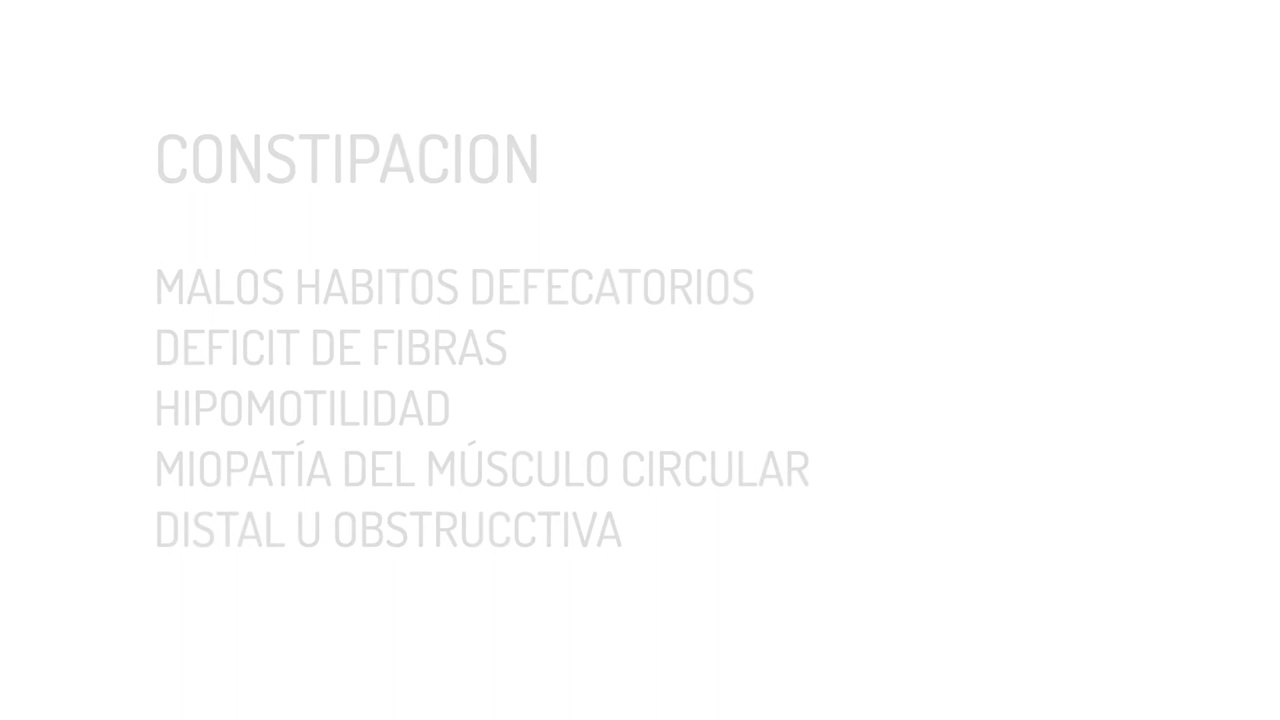 CONSTIPACION
MALOS HABITOS DEFECATORIOS
DEFICIT DE FIBRAS
HIPOMOTILIDAD
MIOPATÍA DEL MÚSCULO CIRCULAR
DISTAL U OBSTRUCCTIVA